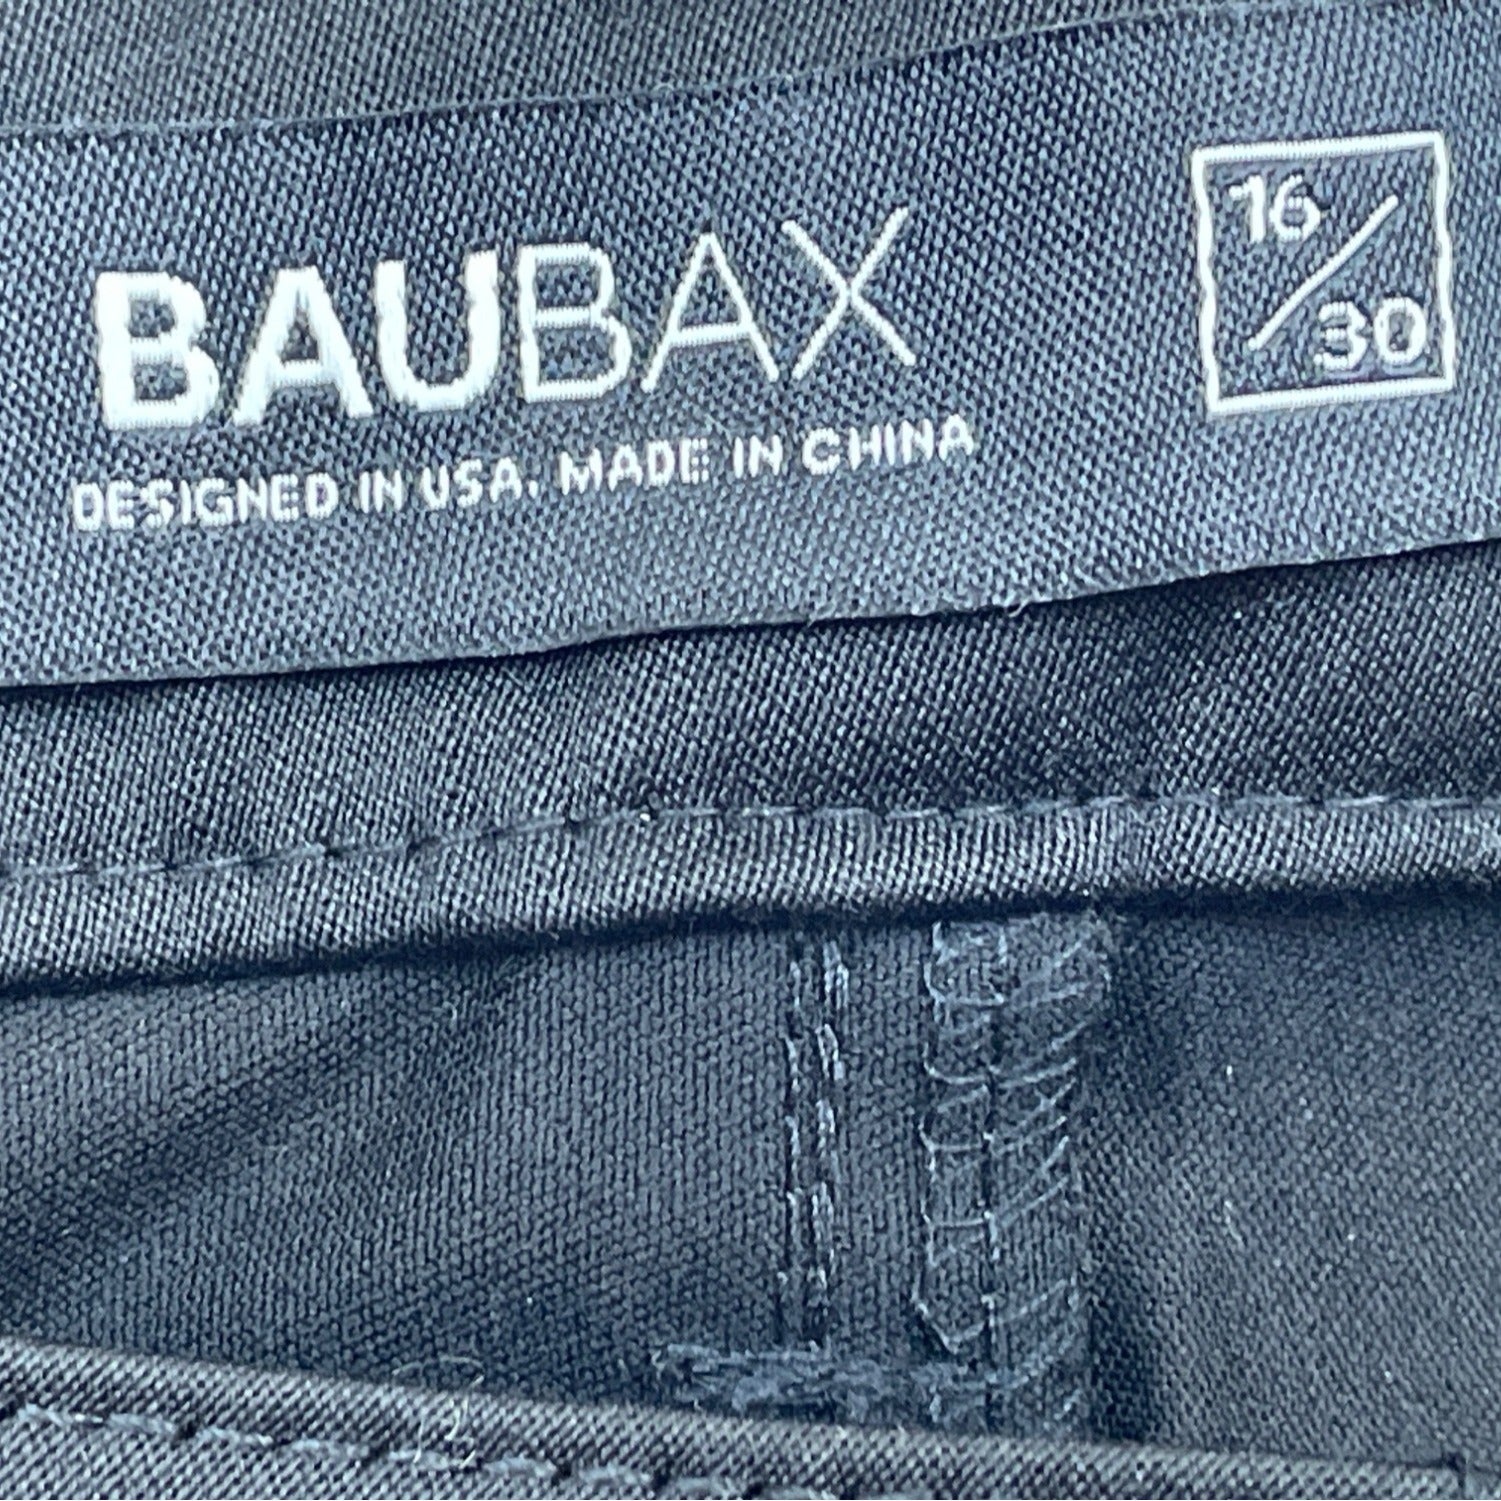 BAUBAX
DESIGNED IN USA. MADE IN CHINA
16/30